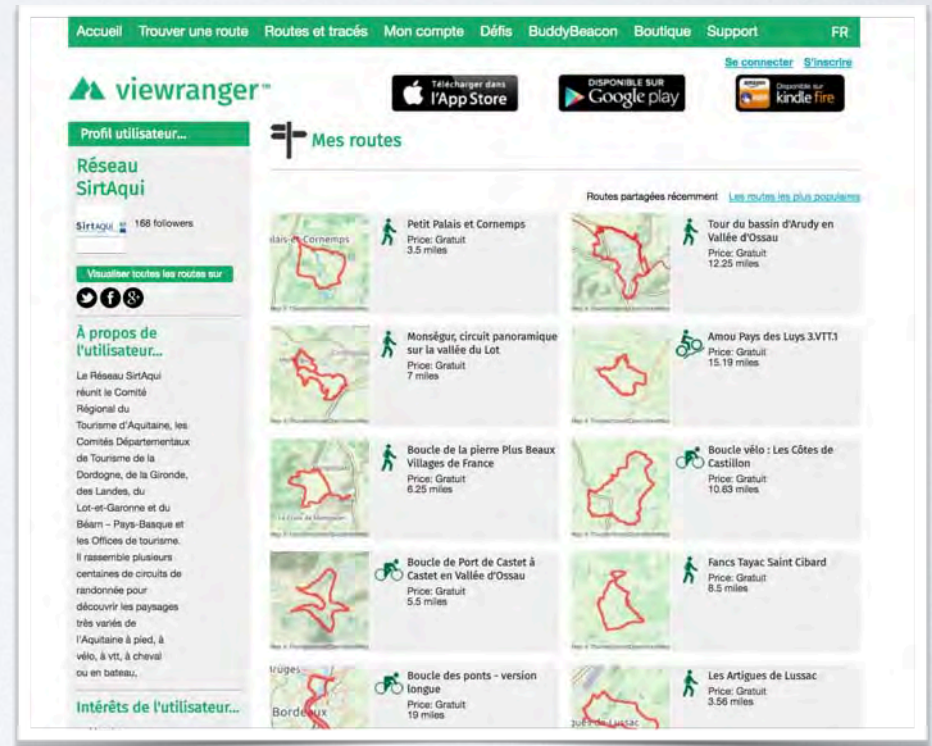 Accueil Trouver une route Routes et tracés Mon compte Défis BuddyBeacon Boutique Support FR
Se connecter S'inscrire
viewranger™
Télécharger dans
l'App Store
DISPONIBLE SUR
Google play
amazon
Disponible sur
kindle fire
Profil utilisateur...
Réseau
SirtAqui
SirtAqui
168 followers
Visualiser toutes les routes sur
À propos de
l'utilisateur...
Le Réseau SirtAqui
réunit le Comité
Régional du
Tourisme d'Aquitaine, les
Comités Départementaux
de Tourisme de la
Dordogne, de la Gironde,
des Landes, du
Lot-et-Garonne et du
Béarn – Pays-Basque et
les Offices de tourisme.
Il rassemble plusieurs
centaines de circuits de
randonnée pour
découvrir les paysages
très variés de
l'Aquitaine à pied, à
vélo, à vtt, à cheval
ou en bateau.
Intérêts de l'utilisateur...
Mes routes
Routes partagées récemment Les routes les plus populaires
Petit Palais et Cornemps
Price: Gratuit
3.5 miles
Tour du bassin d'Arudy en
Vallée d'Ossau
Price: Gratuit
12.25 miles
Monségur, circuit panoramique
sur la vallée du Lot
Price: Gratuit
7 miles
Amou Pays des Luys 3.VTT.1
Price: Gratuit
15.19 miles
Boucle de la pierre Plus Beaux
Villages de France
Price: Gratuit
6.25 miles
Boucle vélo : Les Côtes de
Castillon
Price: Gratuit
10.63 miles
Boucle de Port de Castet à
Castet en Vallée d'Ossau
Price: Gratuit
5.5 miles
Fancs Tayac Saint Cibard
Price: Gratuit
8.5 miles
Boucle des ponts - version
longue
Price: Gratuit
19 miles
Les Artigues de Lussac
Price: Gratuit
3.56 miles
alais-et-Cornemps
ruges
Bordeaux